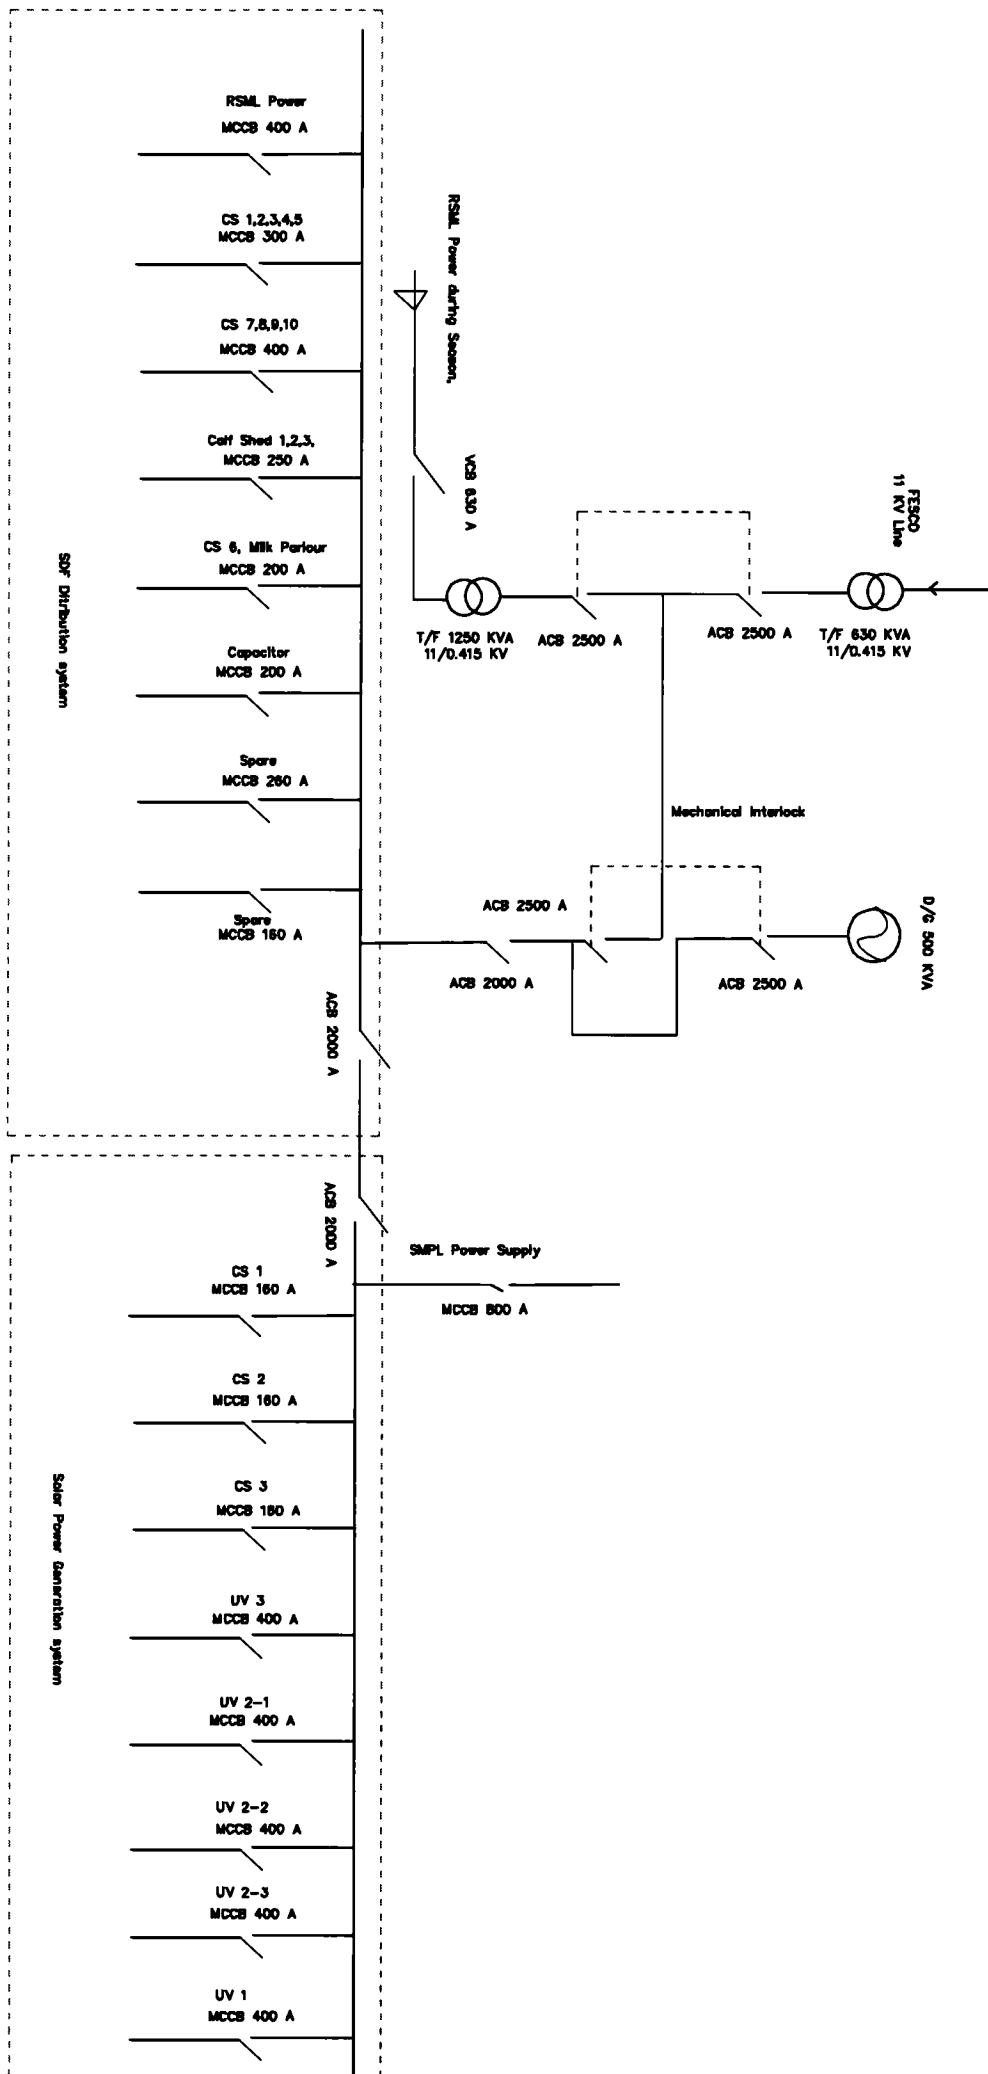 RSML Power
MCCB 400 A
CS 1,2,3,4,5
MCCB 300 A
CS 7,8,9,10
MCCB 400 A
Calf Shed 1,2,3,
MCCB 250 A
CS 6, Milk Parlour
MCCB 200 A
Capacitor
MCCB 200 A
Spare
MCCB 260 A
Spare
MCCB 160 A
SDF Ditribution system
RSML Power during Season,
VCB 630 A
FESCO
11 KV Line
T/F 1250 KVA
11/0.415 KV
ACB 2500 A
ACB 2500 A
T/F 630 KVA
11/0.415 KV
Mechanical Interlock
ACB 2500 A
ACB 2000 A
ACB 2500 A
D/G 500 KVA
ACB 2000 A
ACB 2000 A
SMPL Power Supply
MCCB 800 A
CS 1
MCCB 160 A
CS 2
MCCB 160 A
CS 3
MCCB 160 A
UV 3
MCCB 400 A
UV 2-1
MCCB 400 A
UV 2-2
MCCB 400 A
UV 2-3
MCCB 400 A
UV 1
MCCB 400 A
Solar Power Generation system